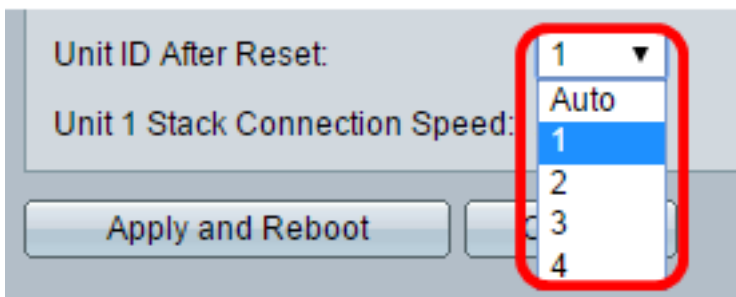 Unit ID After Reset: 1 ▼
Auto
Unit 1 Stack Connection Speed:
1
2
Apply and Reboot
3
4